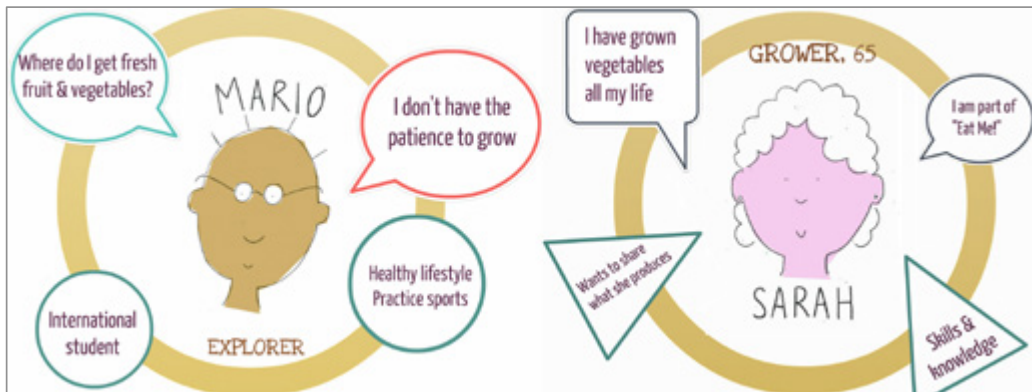 Where do I get fresh
fruit & vegetables?
MARIO
I don't have the
patience to grow
International
student
Healthy lifestyle
Practice sports
EXPLORER
I have grown
vegetables
all my life
GROWER, 65
I am part of
"Eat Me!"
Wants to share
what she produces
SARAH
Skills &
knowledge